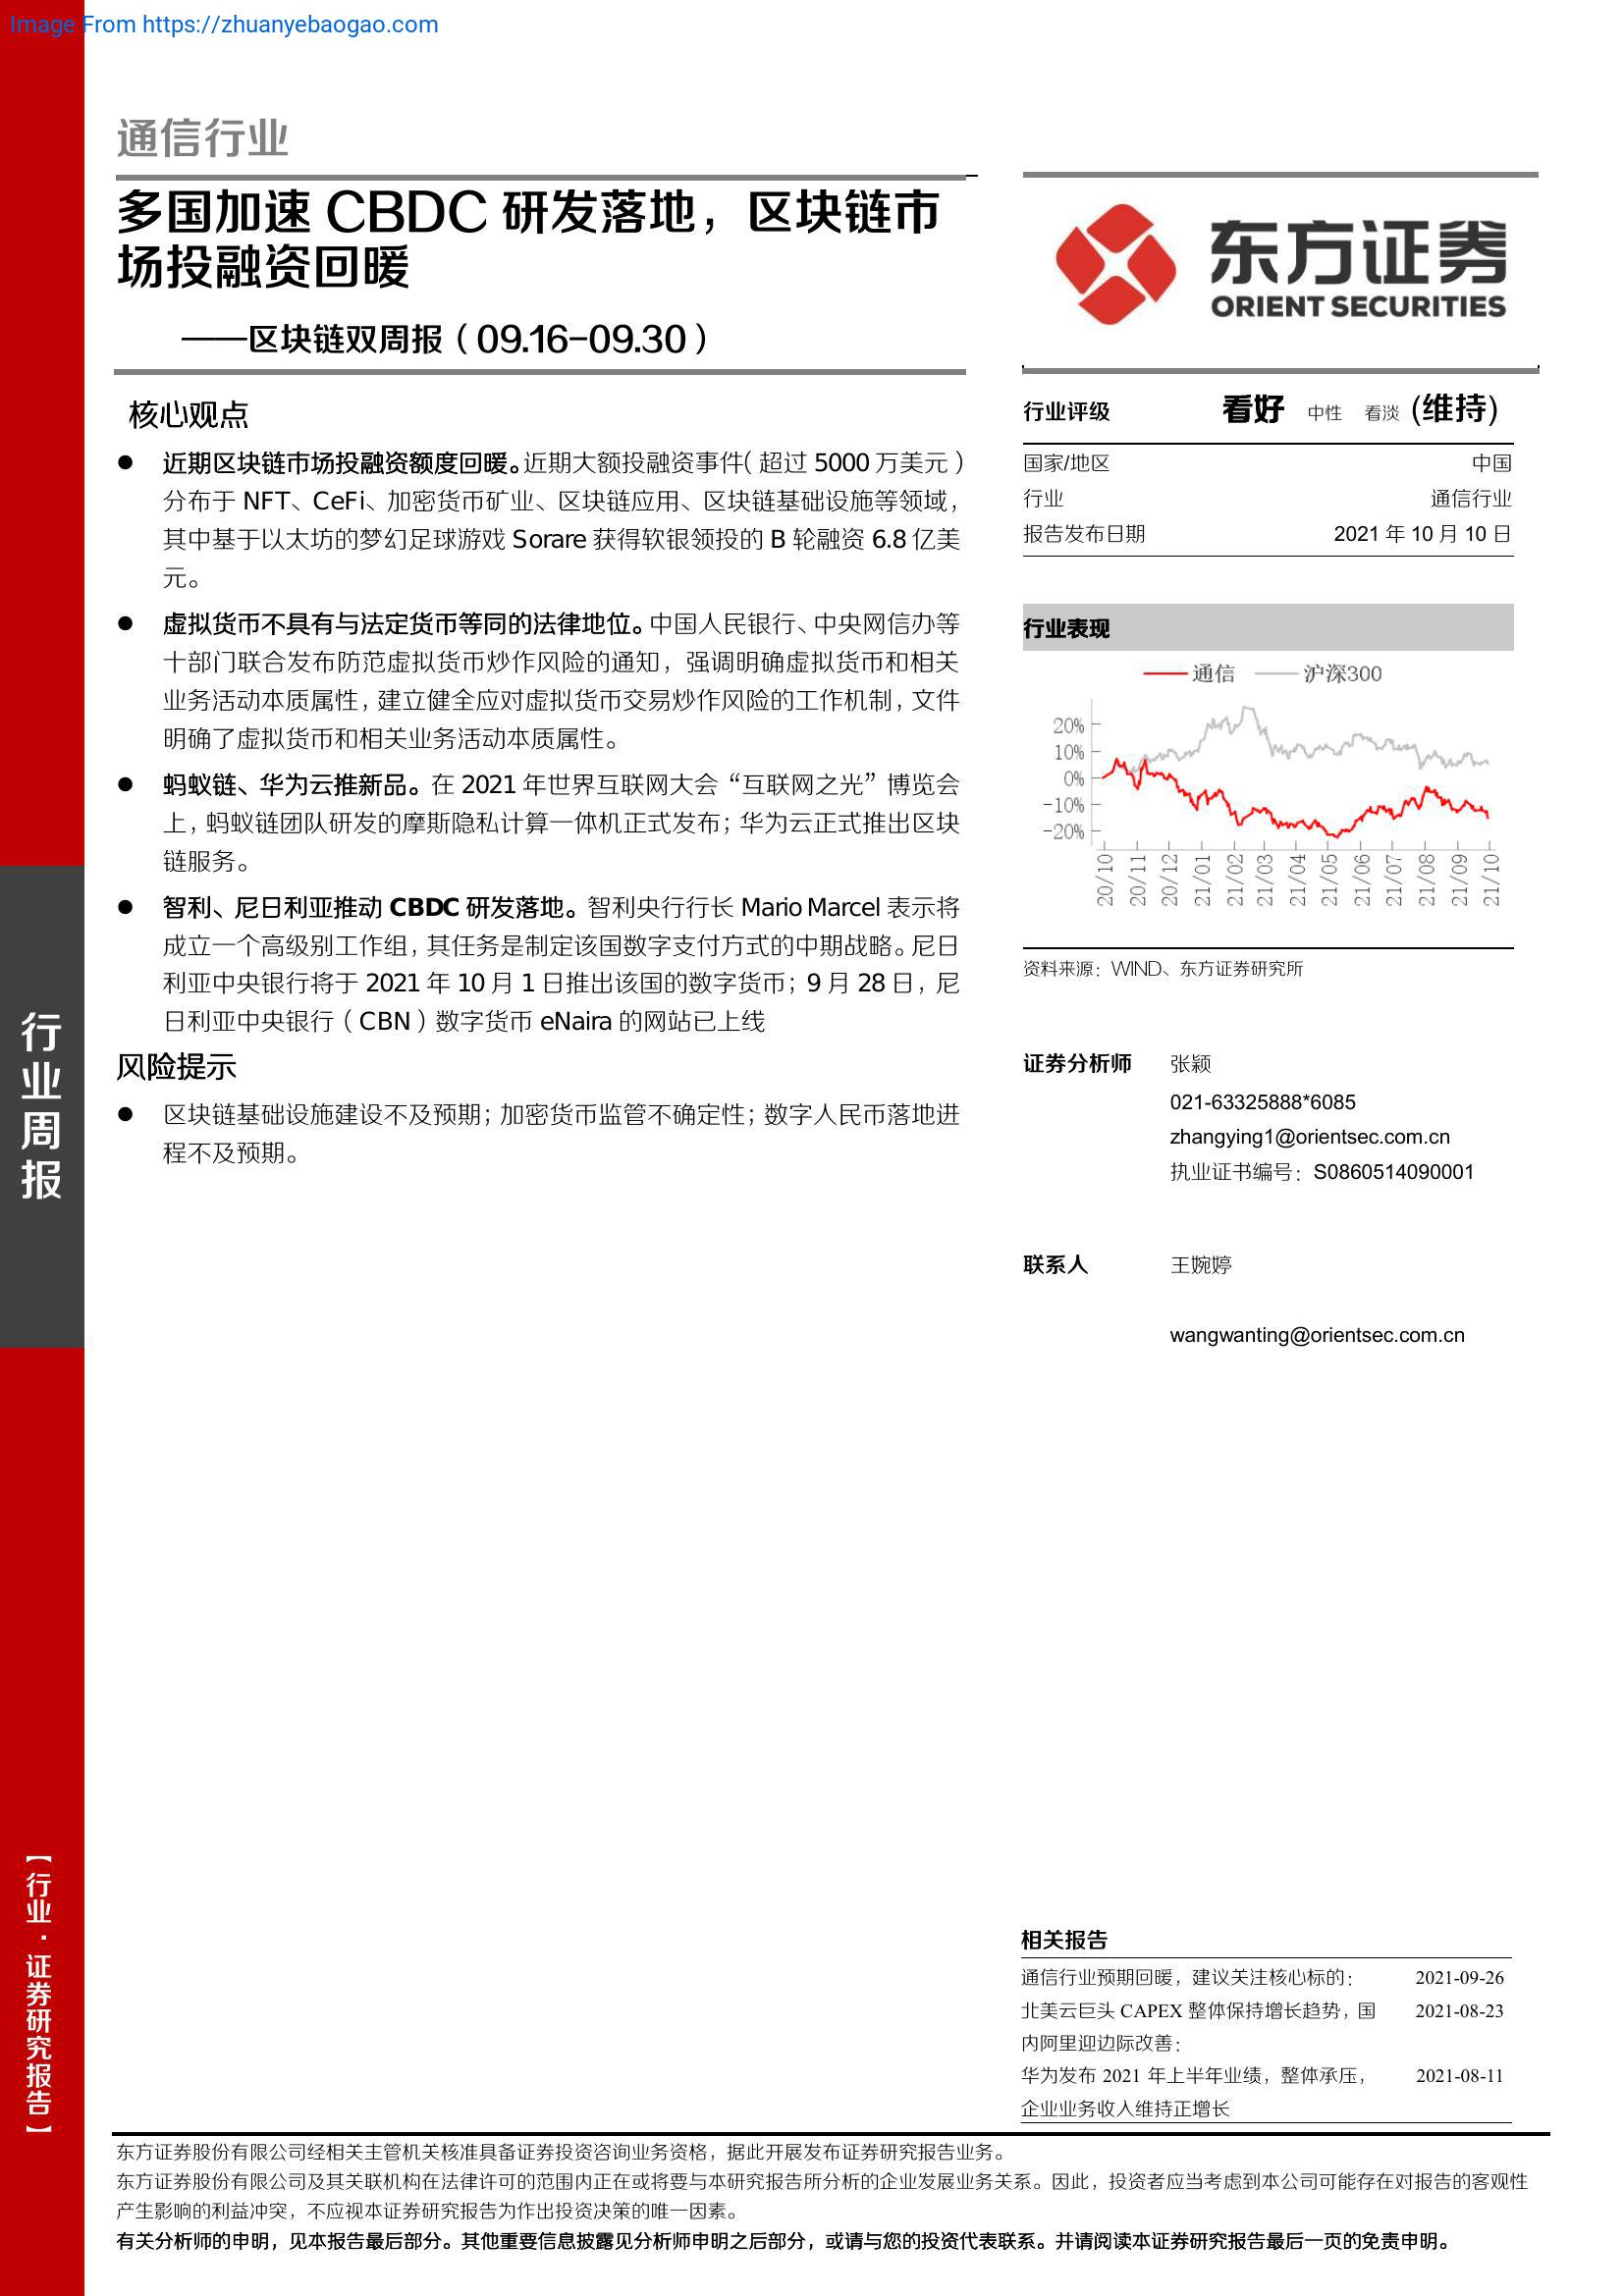 Image From https://zhuanyebaogao.com
通信行业
多国加速 CBDC 研发落地，区块链市
场投融资回暖
——区块链双周报（09.16-09.30）
核心观点
● 近期区块链市场投融资额度回暖。近期大额投融资事件（超过 5000 万美元）
分布于 NFT、CeFi、加密货币矿业、区块链应用、区块链基础设施等领域，
其中基于以太坊的梦幻足球游戏 Sorare 获得软银领投的 B 轮融资 6.8 亿美
元。
● 虚拟货币不具有与法定货币等同的法律地位。中国人民银行、中央网信办等
十部门联合发布防范虚拟货币炒作风险的通知，强调明确虚拟货币和相关
业务活动本质属性，建立健全应对虚拟货币交易炒作风险的工作机制，文件
明确了虚拟货币和相关业务活动本质属性。
● 蚂蚁链、华为云推新品。在 2021 年世界互联网大会“互联网之光”博览会
上，蚂蚁链团队研发的摩斯隐私计算一体机正式发布；华为云正式推出区块
链服务。
● 智利、尼日利亚推动 CBDC 研发落地。智利央行行长 Mario Marcel 表示将
成立一个高级别工作组，其任务是制定该国数字支付方式的中期战略。尼日
利亚中央银行将于 2021 年 10 月 1 日推出该国的数字货币；9 月 28 日，尼
日利亚中央银行（CBN）数字货币 eNaira 的网站已上线
风险提示
● 区块链基础设施建设不及预期；加密货币监管不确定性；数字人民币落地进
程不及预期。
东方证券
ORIENT SECURITIES
行业评级 看好 中性 看淡 (维持)
国家/地区 中国
行业 通信行业
报告发布日期 2021 年 10 月 10 日
行业表现
通信 沪深300
20%
10%
0%
-10%
-20%
20/10 20/11 20/12 21/01 21/02 21/03 21/04 21/05 21/06 21/07 21/08 21/09 21/10
资料来源：WIND、东方证券研究所
证券分析师 张颖
021-63325888*6085
zhangying1@orientsec.com.cn
执业证书编号：S0860514090001
联系人 王婉婷
wangwanting@orientsec.com.cn
相关报告
通信行业预期回暖，建议关注核心标的： 2021-09-26
北美云巨头 CAPEX 整体保持增长趋势，国 2021-08-23
内阿里迎边际改善：
华为发布 2021 年上半年业绩，整体承压， 2021-08-11
企业业务收入维持正增长
行业周报
【行业·证券研究报告】
东方证券股份有限公司经相关主管机关核准具备证券投资咨询业务资格，据此开展发布证券研究报告业务。
东方证券股份有限公司及其关联机构在法律许可的范围内正在或将要与本研究报告所分析的企业发展业务关系。因此，投资者应当考虑到本公司可能存在对报告的客观性
产生影响的利益冲突，不应视本证券研究报告为作出投资决策的唯一因素。
有关分析师的申明，见本报告最后部分。其他重要信息披露见分析师申明之后部分，或请与您的投资代表联系。并请阅读本证券研究报告最后一页的免责申明。